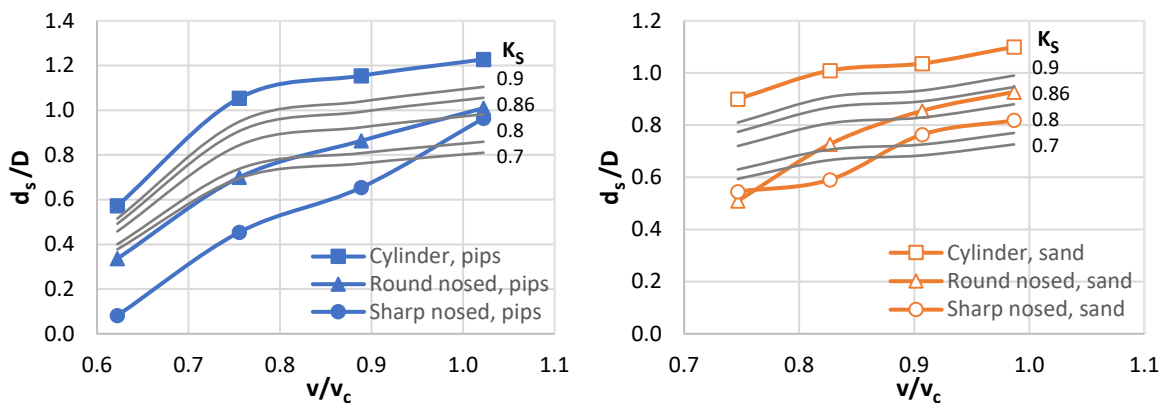 1.4
1.2
1.0
0.8
0.6
0.4
0.2
0.0
d_s/D
0.6 0.7 0.8 0.9 1.0 1.1
v/v_c
K_S
0.9
0.86
0.8
0.7
Cylinder, pips
Round nosed, pips
Sharp nosed, pips
1.2
1.0
0.8
0.6
0.4
0.2
0.0
d_s/D
0.7 0.8 0.9 1.0 1.1
v/v_c
K_S
0.9
0.86
0.8
0.7
Cylinder, sand
Round nosed, sand
Sharp nosed, sand